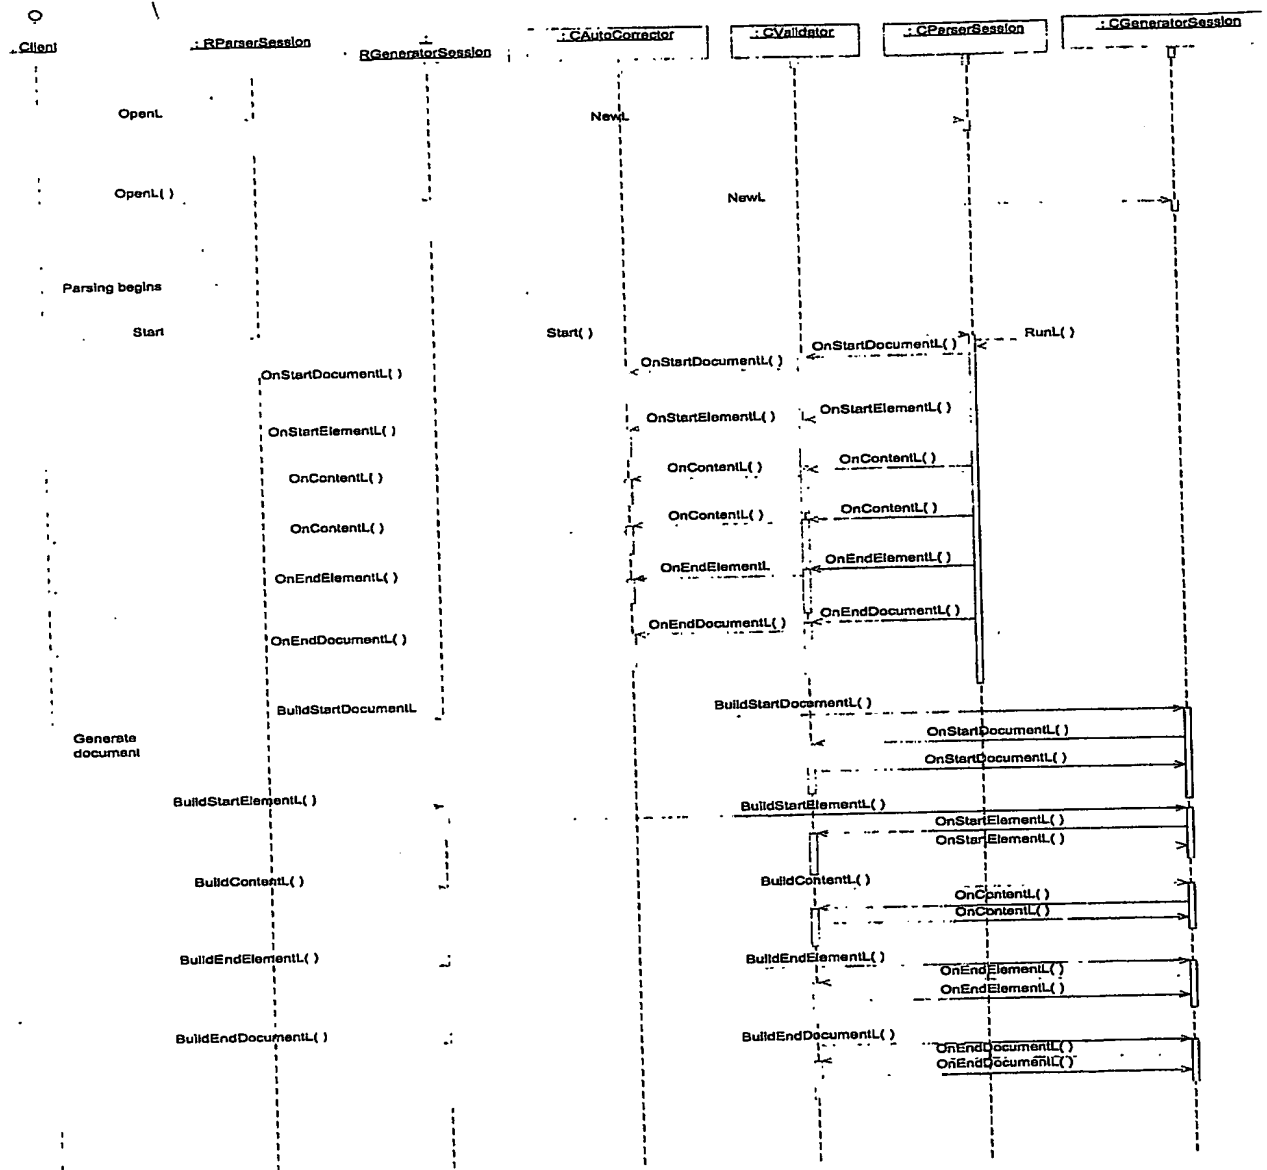 : Client
: RParserSession
:
RGeneratorSession
: CAutoCorrector
: CValidator
: CParserSession
: CGeneratorSession
OpenL
NewL
OpenL( )
NewL
Parsing begins
Start
Start( )
RunL( )
OnStartDocumentL( )
OnStartDocumentL( )
OnStartDocumentL( )
OnStartElementL( )
OnStartElementL( )
OnStartElementL( )
OnContentL( )
OnContentL( )
OnContentL( )
OnContentL( )
OnContentL( )
OnContentL( )
OnEndElementL( )
OnEndElementL
OnEndElementL( )
OnEndDocumentL( )
OnEndDocumentL( )
OnEndDocumentL( )
BuildStartDocumentL
BuildStartDocumentL( )
Generate
document
OnStartDocumentL( )
OnStartDocumentL( )
BuildStartElementL( )
BuildStartElementL( )
OnStartElementL( )
OnStartElementL( )
BuildContentL( )
BuildContentL( )
OnContentL( )
OnContentL( )
BuildEndElementL( )
BuildEndElementL( )
OnEndElementL( )
OnEndElementL( )
BuildEndDocumentL( )
BuildEndDocumentL( )
OnEndDocumentL( )
OnEndDocumentL( )